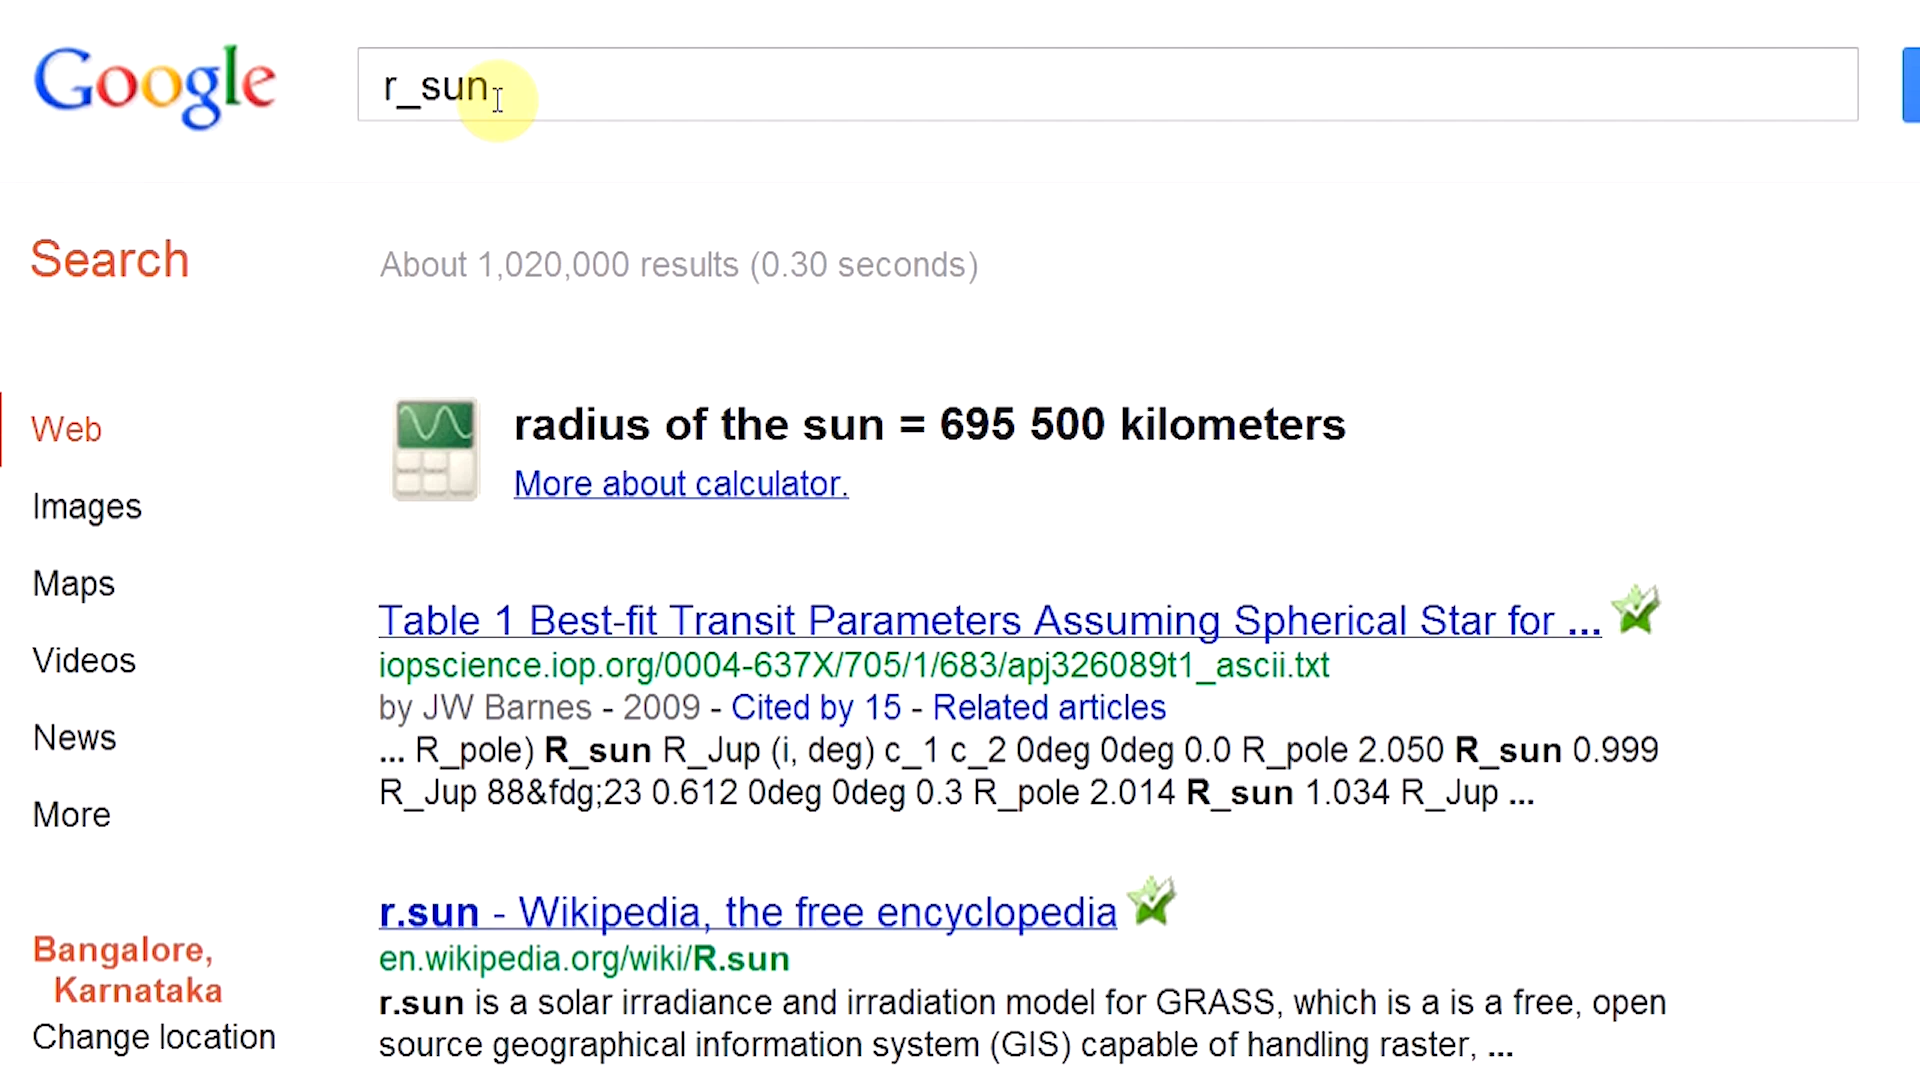 Google
r_sun
Search
About 1,020,000 results (0.30 seconds)
Web
Images
Maps
Videos
News
More
Bangalore,
Karnataka
Change location
radius of the sun = 695 500 kilometers
More about calculator.
Table 1 Best-fit Transit Parameters Assuming Spherical Star for ...
iopscience.iop.org/0004-637X/705/1/683/apj326089t1_ascii.txt
by JW Barnes - 2009 - Cited by 15 - Related articles
... R_pole) R_sun R_Jup (i, deg) c_1 c_2 0deg 0deg 0.0 R_pole 2.050 R_sun 0.999
R_Jup 88&fdg;23 0.612 0deg 0deg 0.3 R_pole 2.014 R_sun 1.034 R_Jup ...
r.sun - Wikipedia, the free encyclopedia
en.wikipedia.org/wiki/R.sun
r.sun is a solar irradiance and irradiation model for GRASS, which is a is a free, open
source geographical information system (GIS) capable of handling raster, ...